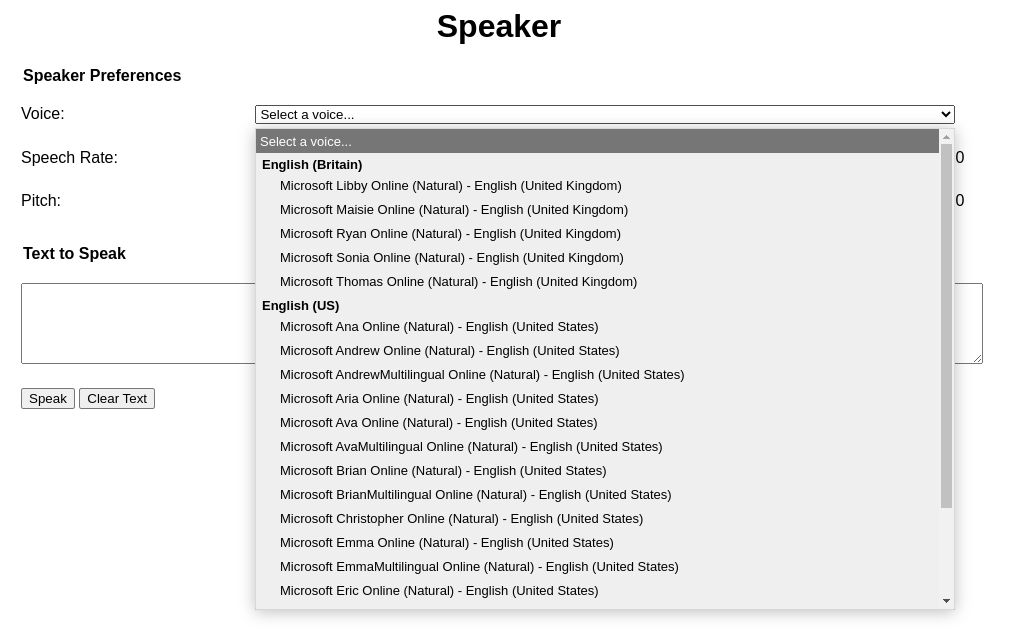 Speaker
Speaker Preferences
Voice:
Select a voice...
Select a voice...
Speech Rate:
0
English (Britain)
Microsoft Libby Online (Natural) - English (United Kingdom)
Pitch:
0
Microsoft Maisie Online (Natural) - English (United Kingdom)
Microsoft Ryan Online (Natural) - English (United Kingdom)
Text to Speak
Microsoft Sonia Online (Natural) - English (United Kingdom)
Microsoft Thomas Online (Natural) - English (United Kingdom)
English (US)
Microsoft Ana Online (Natural) - English (United States)
Microsoft Andrew Online (Natural) - English (United States)
Microsoft AndrewMultilingual Online (Natural) - English (United States)
Speak
Clear Text
Microsoft Aria Online (Natural) - English (United States)
Microsoft Ava Online (Natural) - English (United States)
Microsoft AvaMultilingual Online (Natural) - English (United States)
Microsoft Brian Online (Natural) - English (United States)
Microsoft BrianMultilingual Online (Natural) - English (United States)
Microsoft Christopher Online (Natural) - English (United States)
Microsoft Emma Online (Natural) - English (United States)
Microsoft EmmaMultilingual Online (Natural) - English (United States)
Microsoft Eric Online (Natural) - English (United States)